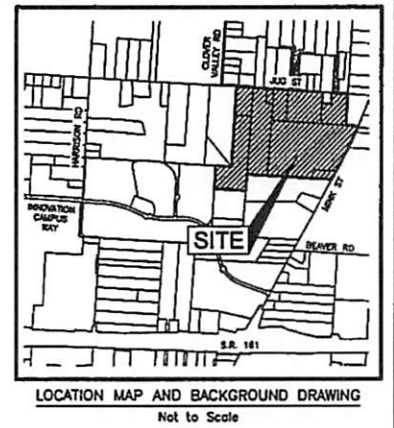 CLOVER
VALLEY RD
JUG ST
HARRISON RD
MINK ST
INNOVATION
CAMPUS
WAY
SITE
BEAVER RD
S.R. 161
LOCATION MAP AND BACKGROUND DRAWING
Not to Scale